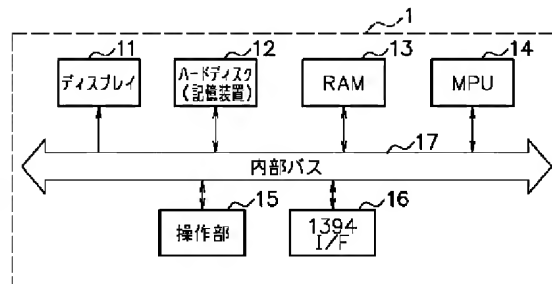 1
11
12
13
14
ディスプレイ
ハードディスク
(記憶装置)
RAM
MPU
17
内部バス
15
16
操作部
1394
I/F